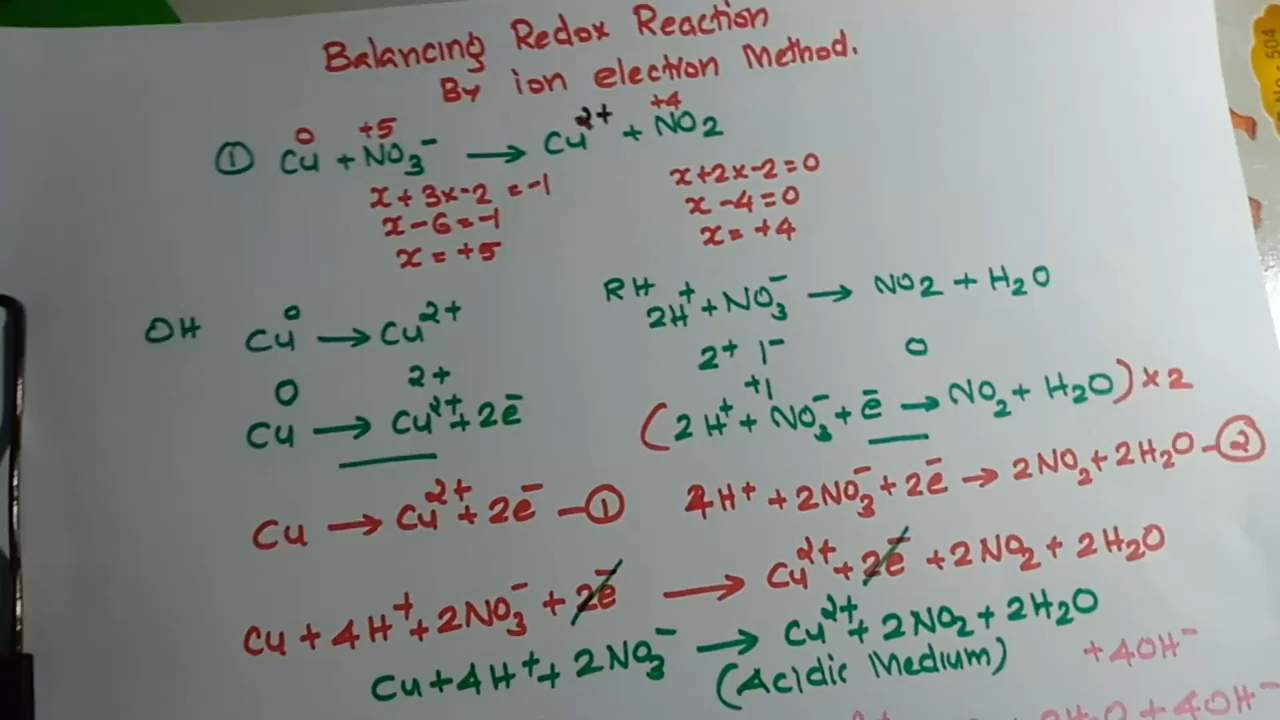 Balancing Redox Reaction
By ion electron Method.
0 +5 +4
① Cu + NO₃⁻ → Cu²⁺ + NO2
x + 3x-2 = -1 x+2x-2=0
x-6=-1 x-4=0
x = +5 x = +4
OH Cu⁰ → Cu²⁺ RH 2H⁺ + NO₃⁻ → NO2 + H₂O
0 2+ 2+ 1⁻ 0
+1
Cu → Cu²⁺ + 2e⁻ (2H⁺ + NO₃⁻ + e⁻ → NO₂ + H₂O) × 2
Cu → Cu²⁺ + 2e⁻ -① 4H⁺ + 2NO₃⁻ + 2e⁻ → 2NO₂ + 2H₂O -②
Cu + 4H⁺ + 2NO₃⁻ + 2e⁻ → Cu²⁺ + 2e⁻ + 2NO₂ + 2H₂O
Cu + 4H⁺ + 2NO₃⁻ → Cu²⁺ + 2NO₂ + 2H₂O
(Acidic Medium) +4OH⁻
+ 4OH⁻
504